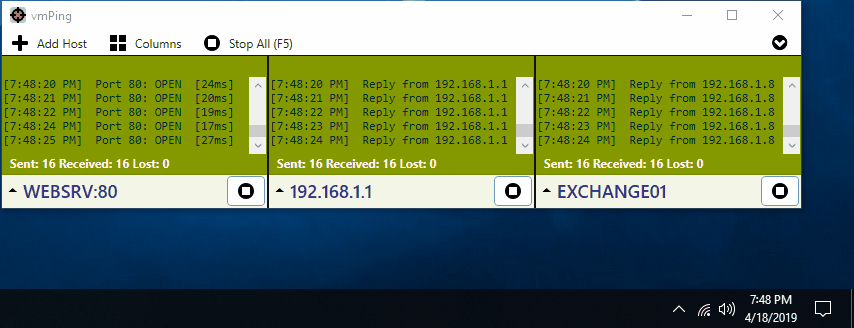 vmPing
Add Host Columns Stop All (F5)
[7:48:20 PM] Port 80: OPEN [24ms]
[7:48:21 PM] Port 80: OPEN [20ms]
[7:48:22 PM] Port 80: OPEN [19ms]
[7:48:24 PM] Port 80: OPEN [17ms]
[7:48:25 PM] Port 80: OPEN [27ms]
Sent: 16 Received: 16 Lost: 0
WEBSRV:80
[7:48:20 PM] Reply from 192.168.1.1
[7:48:21 PM] Reply from 192.168.1.1
[7:48:22 PM] Reply from 192.168.1.1
[7:48:23 PM] Reply from 192.168.1.1
[7:48:24 PM] Reply from 192.168.1.1
Sent: 16 Received: 16 Lost: 0
192.168.1.1
[7:48:20 PM] Reply from 192.168.1.8
[7:48:21 PM] Reply from 192.168.1.8
[7:48:22 PM] Reply from 192.168.1.8
[7:48:23 PM] Reply from 192.168.1.8
[7:48:24 PM] Reply from 192.168.1.8
Sent: 16 Received: 16 Lost: 0
EXCHANGE01
7:48 PM
4/18/2019